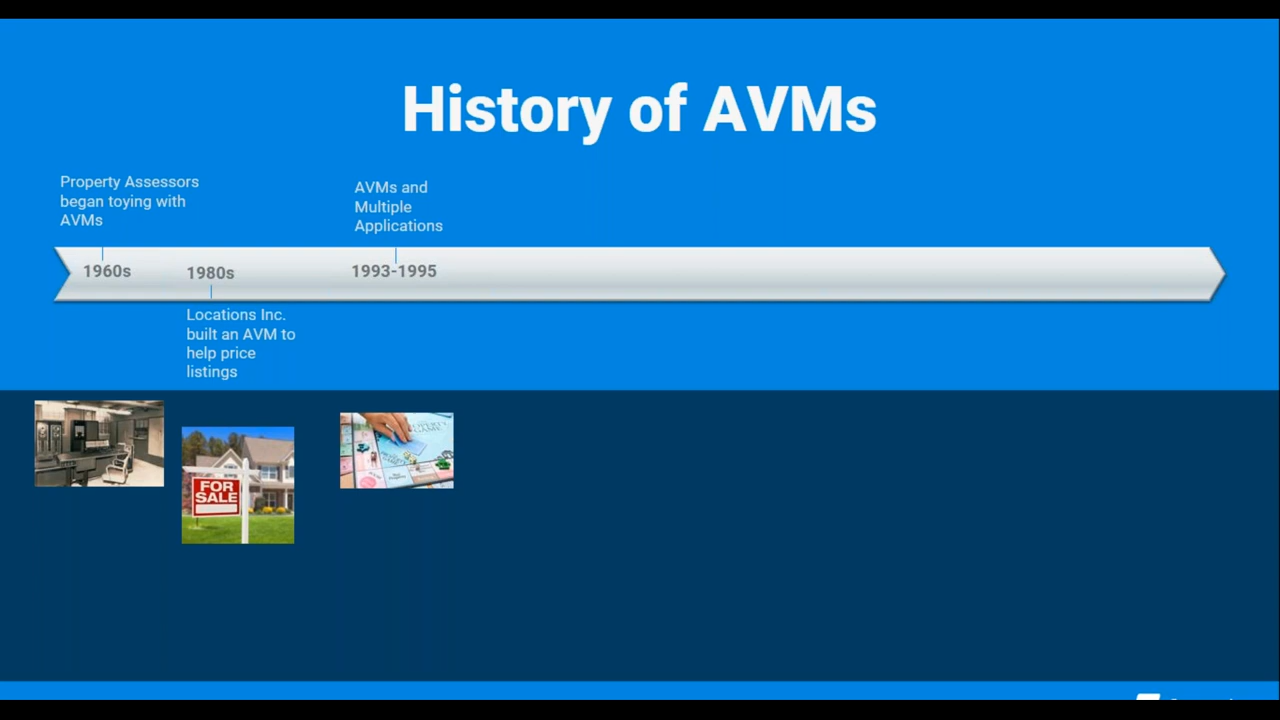 History of AVMs
Property Assessors
began toying with
AVMs
AVMs and
Multiple
Applications
1960s
1980s
1993-1995
Locations Inc.
built an AVM to
help price
listings
FOR
SALE